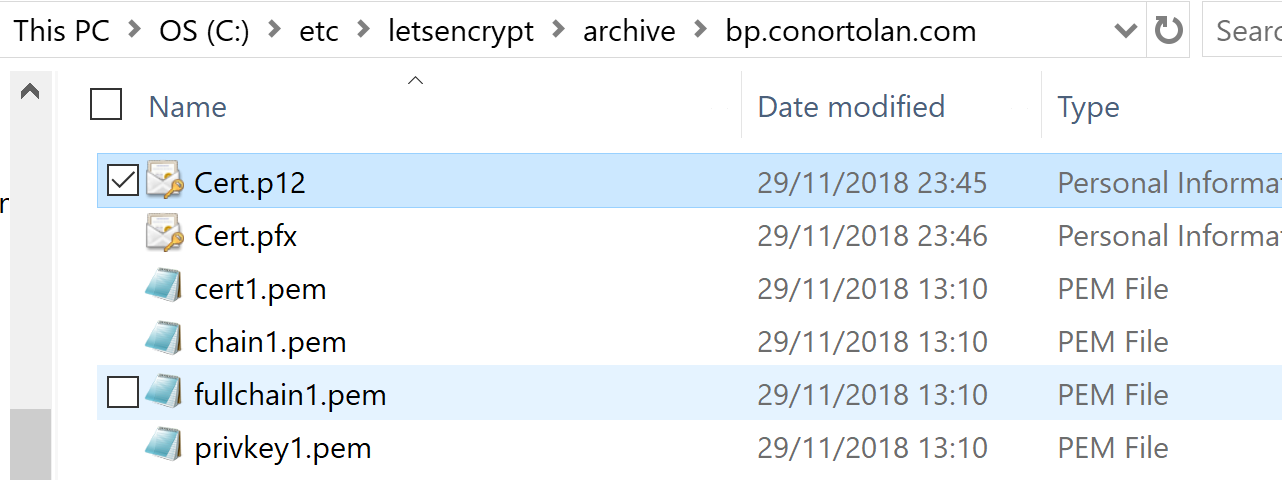 This PC > OS (C:) > etc > letsencrypt > archive > bp.conortolan.com Searc
Name Date modified Type
Cert.p12 29/11/2018 23:45 Personal Informat
Cert.pfx 29/11/2018 23:46 Personal Informat
cert1.pem 29/11/2018 13:10 PEM File
chain1.pem 29/11/2018 13:10 PEM File
fullchain1.pem 29/11/2018 13:10 PEM File
privkey1.pem 29/11/2018 13:10 PEM File